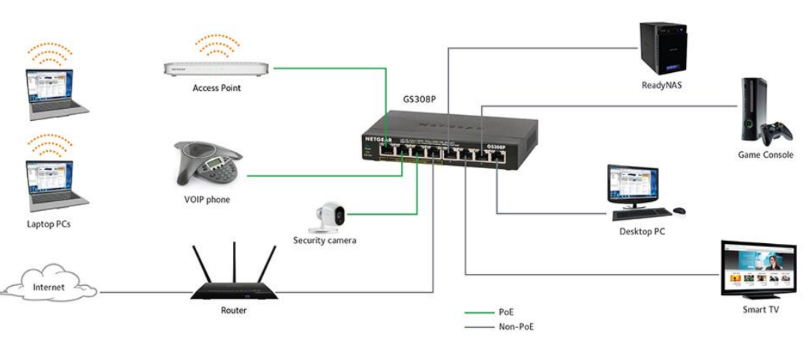 GS308P
Access Point
ReadyNAS
NETGEAR
GS308P
Game Console
VOIP phone
Laptop PCs
Security camera
Desktop PC
Internet
Router
Smart TV
PoE
Non-PoE